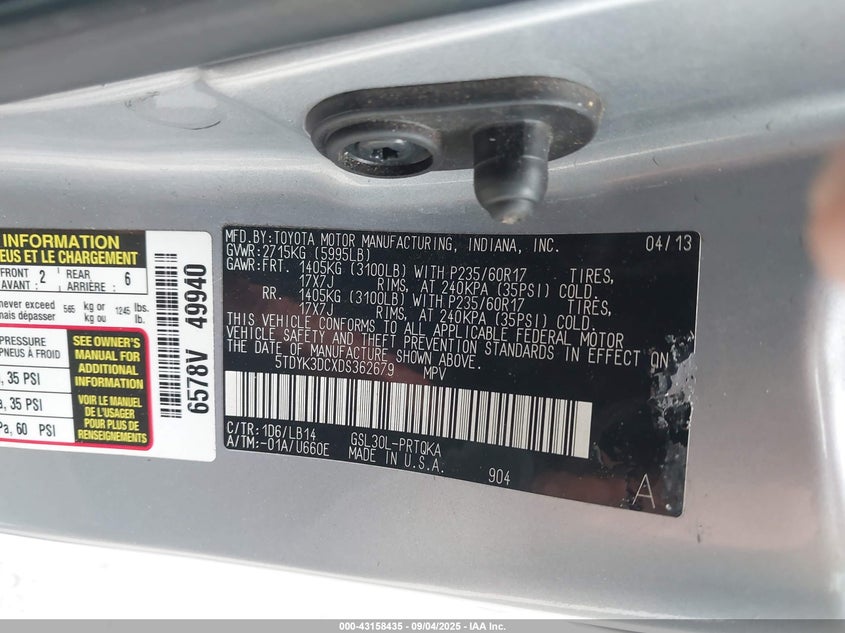 INFORMATION
EUS ET LE CHARGEMENT
FRONT 2 REAR 6
AVANT ARRIÈRE :
never exceed 565 kg or 1245 lbs.
mais dépasser kg ou lb.
PRESSURE
PNEUS À FROID
35 PSI
a, 35 PSI
Pa, 60 PSI
SEE OWNER'S
MANUAL FOR
ADDITIONAL
INFORMATION
VOIR LE MANUEL
DE L'USAGER
POUR PLUS DE
RENSEIGNEMENTS
6578V 49940
MFD.BY:TOYOTA MOTOR MANUFACTURING, INDIANA, INC. 04/13
GVWR:2715KG (5995LB)
GAWR:FRT. 1405KG (3100LB) WITH P235/60R17 TIRES,
17X7J RIMS, AT 240KPA (35PSI) COLD.
RR. 1405KG (3100LB) WITH P235/60R17 TIRES,
17X7J RIMS, AT 240KPA (35PSI) COLD.
THIS VEHICLE CONFORMS TO ALL APPLICABLE FEDERAL MOTOR
VEHICLE SAFETY AND THEFT PREVENTION STANDARDS IN EFFECT ON
THE DATE OF MANUFACTURE SHOWN ABOVE.
5TDYK3DCXDS362679 MPV
C/TR:1D6/LB14 GSL30L-PRTQKA
A/TM:-01A/U660E MADE IN U.S.A.
904
A
000-43158435 - 09/04/2025 - IAA Inc.